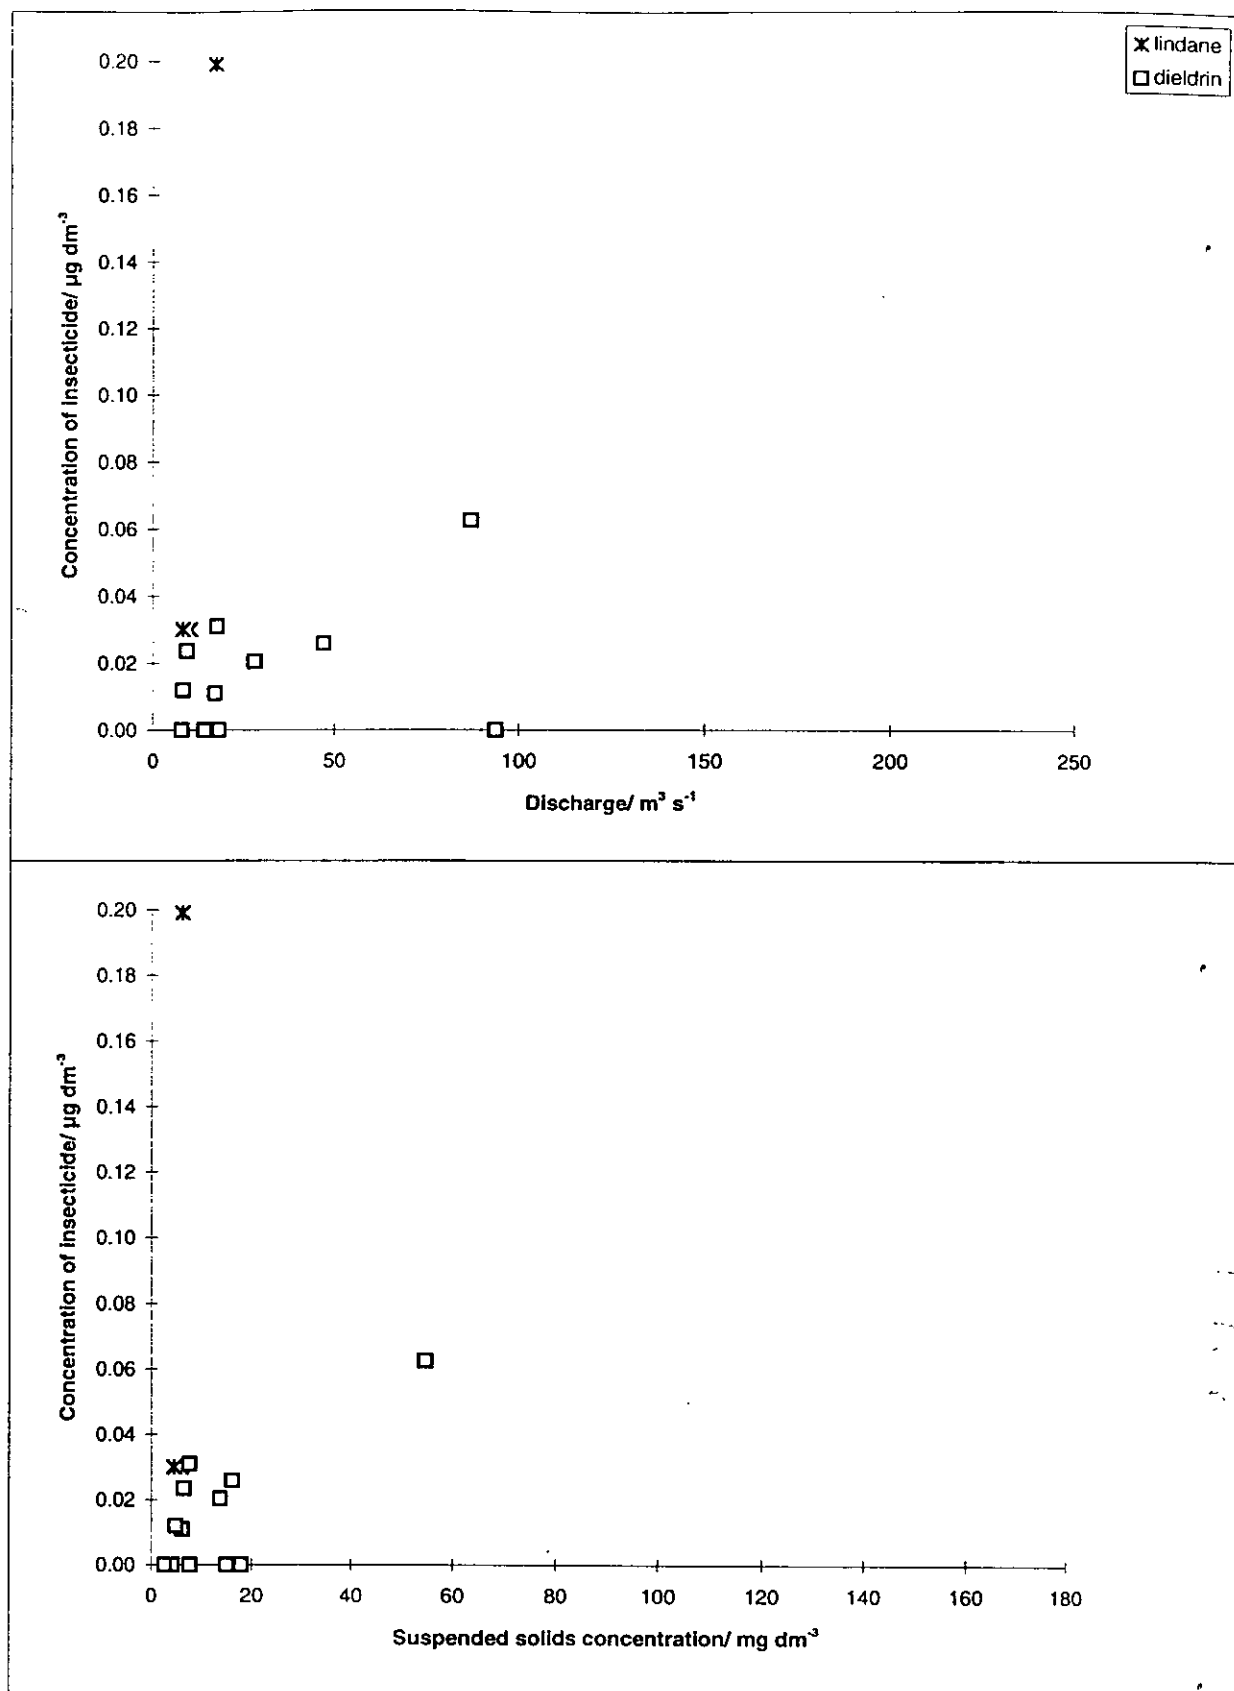 lindane
dieldrin
0.20
0.18
0.16
0.14
0.12
0.10
0.08
0.06
0.04
0.02
0.00
Concentration of insecticide/ µg dm⁻³
0 50 100 150 200 250
Discharge/ m³ s⁻¹
0.20
0.18
0.16
0.14
0.12
0.10
0.08
0.06
0.04
0.02
0.00
Concentration of insecticide/ µg dm⁻³
0 20 40 60 80 100 120 140 160 180
Suspended solids concentration/ mg dm⁻³